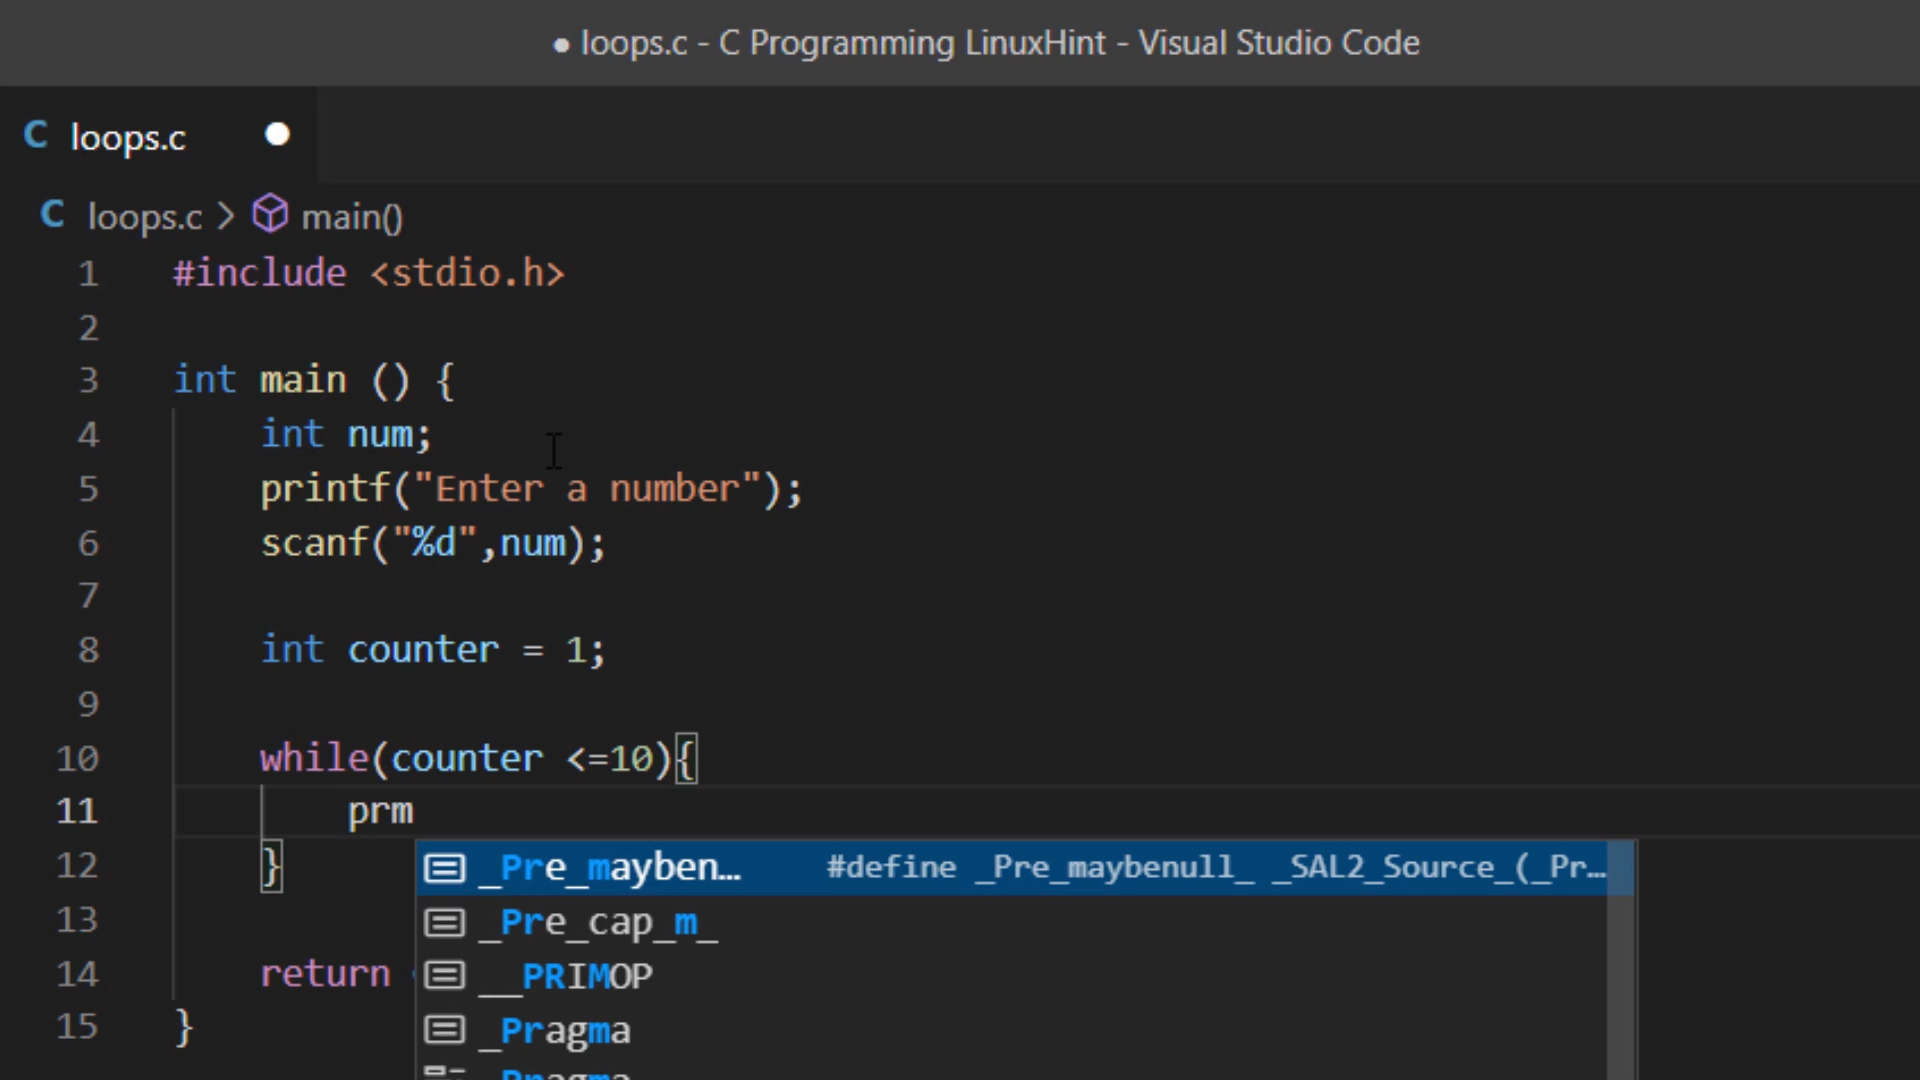 ● loops.c - C Programming LinuxHint - Visual Studio Code
C loops.c ●
C loops.c > main()
1 #include <stdio.h>
2
3 int main () {
4 int num;
5 printf("Enter a number");
6 scanf("%d",num);
7
8 int counter = 1;
9
10 while(counter <=10){
11 prm
12 }
_Pre_mayben... #define _Pre_maybenull_ _SAL2_Source_(_Pr...
13
_Pre_cap_m_
14 return
__PRIMOP
15 }
_Pragma